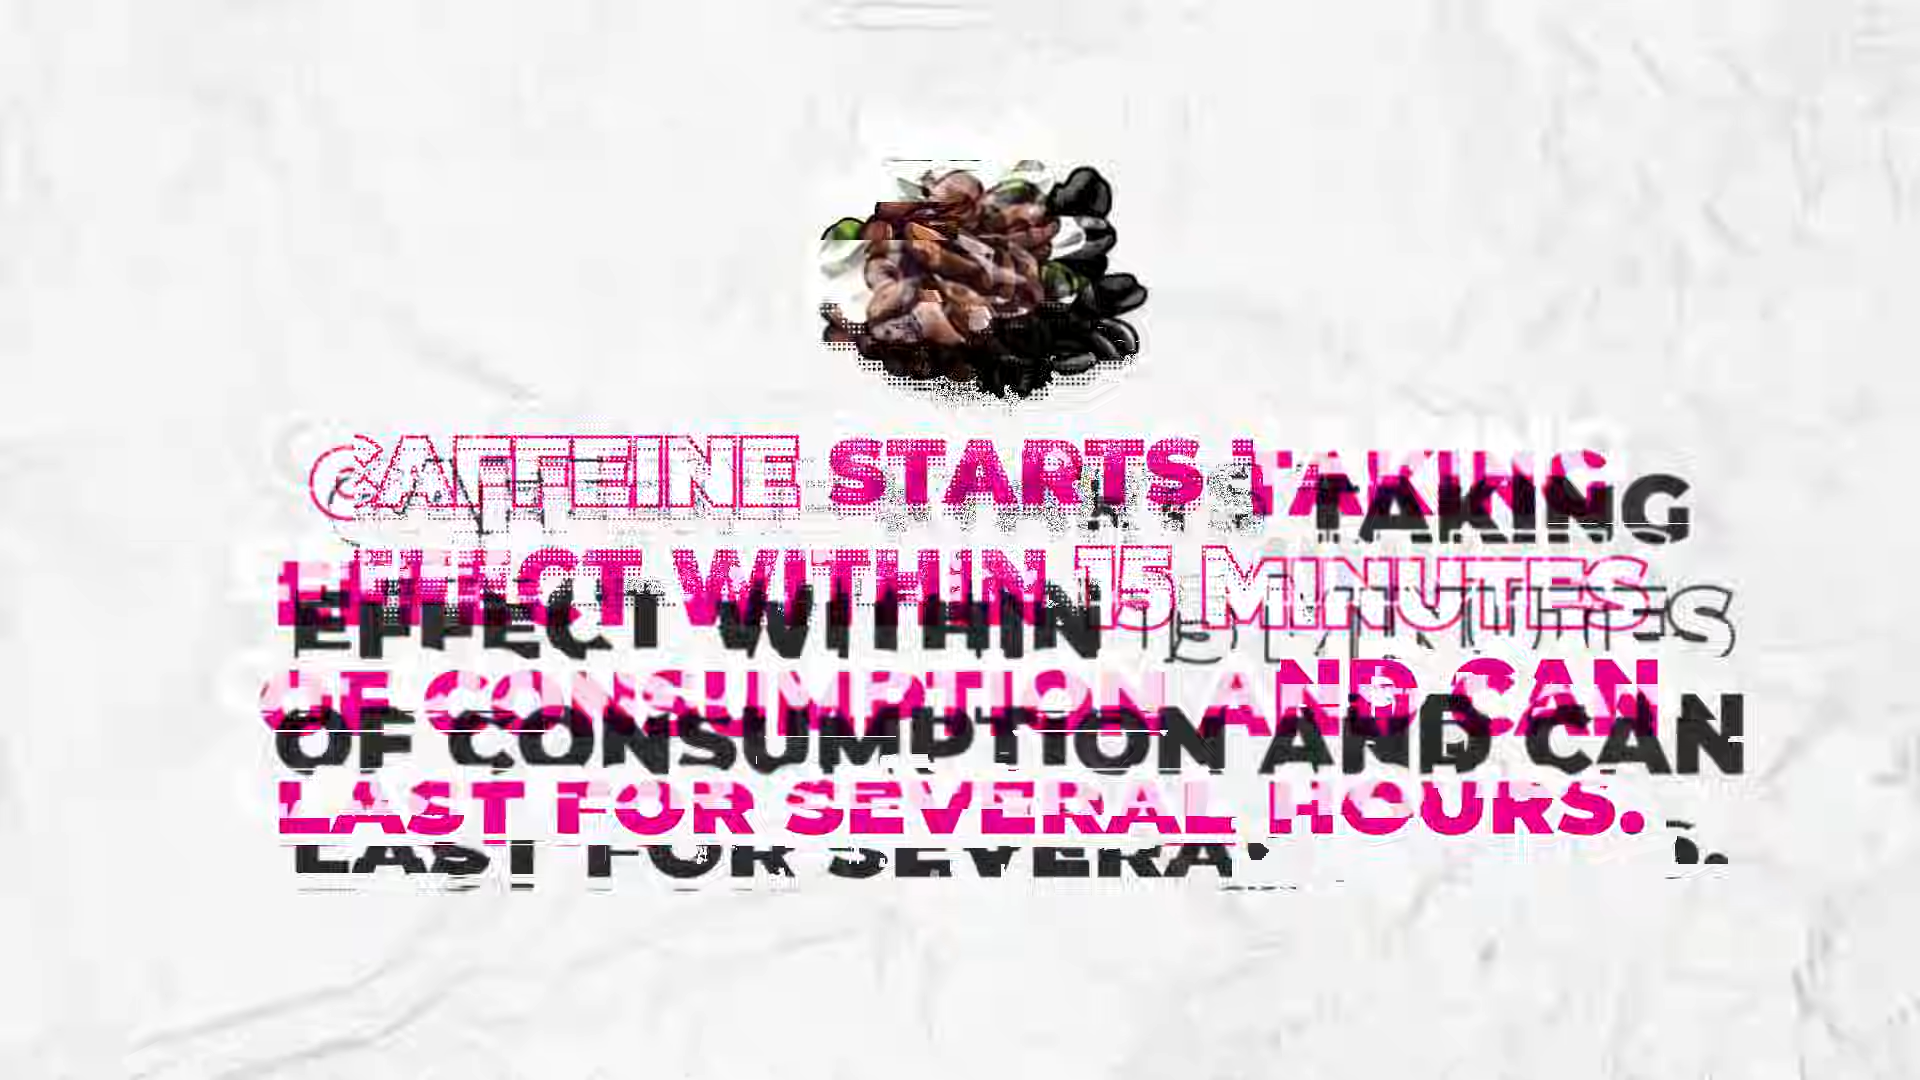 CAFFEINE STARTS TAKING
EFFECT WITHIN 15 MINUTES
OF CONSUMPTION AND CAN
LAST FOR SEVERAL HOURS.